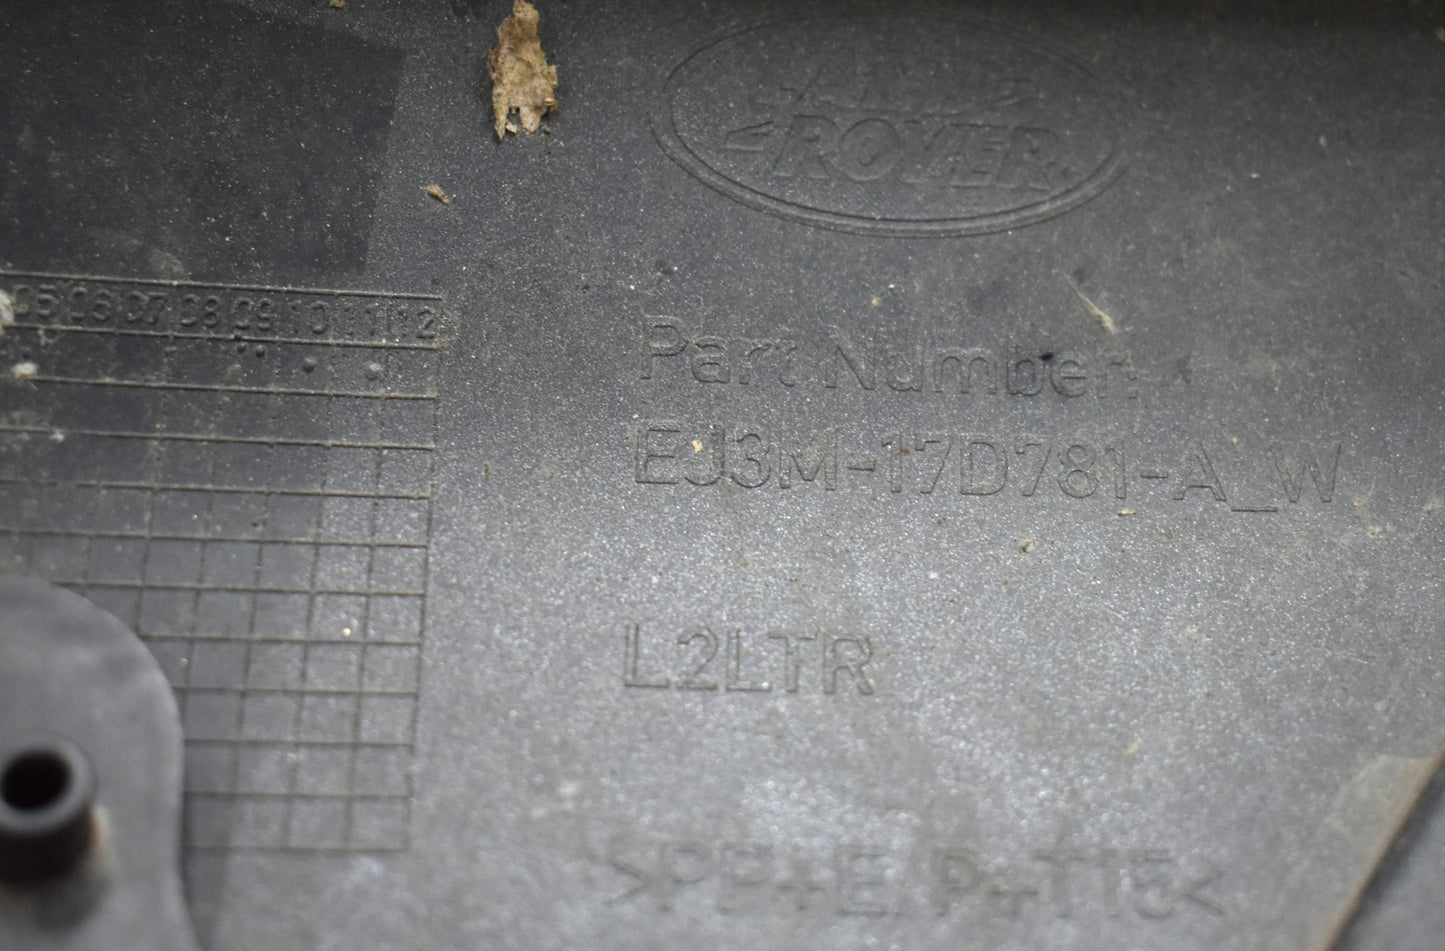 LAND
ROVER
05 06 07 08 09 10 11 12
Part Number:
EJ3M-17D781-A_W
L2LTR
>PP+E/P-T15<